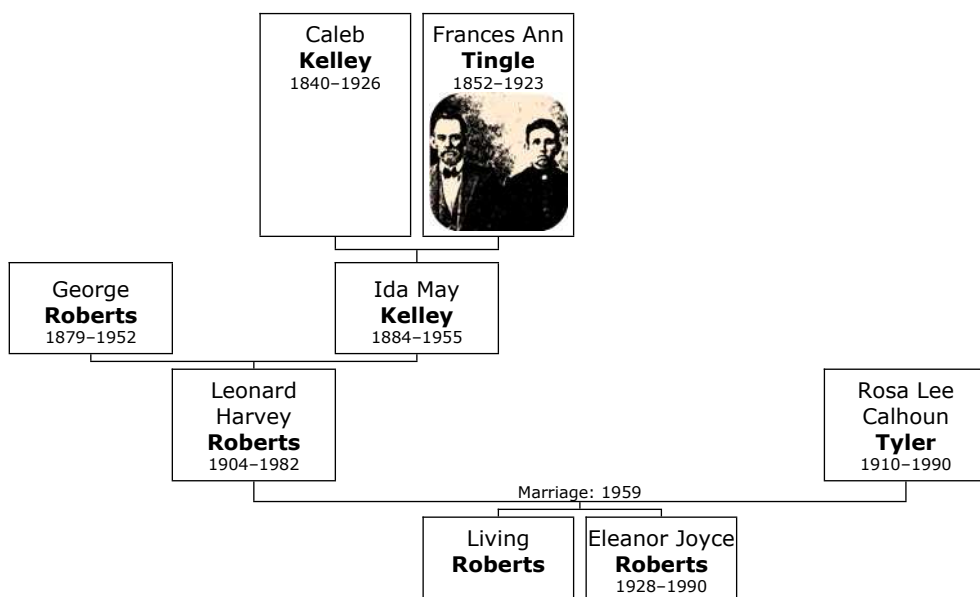 Caleb
Kelley
1840–1926
Frances Ann
Tingle
1852–1923
George
Roberts
1879–1952
Ida May
Kelley
1884–1955
Leonard
Harvey
Roberts
1904–1982
Rosa Lee
Calhoun
Tyler
1910–1990
Marriage: 1959
Living
Roberts
Eleanor Joyce
Roberts
1928–1990